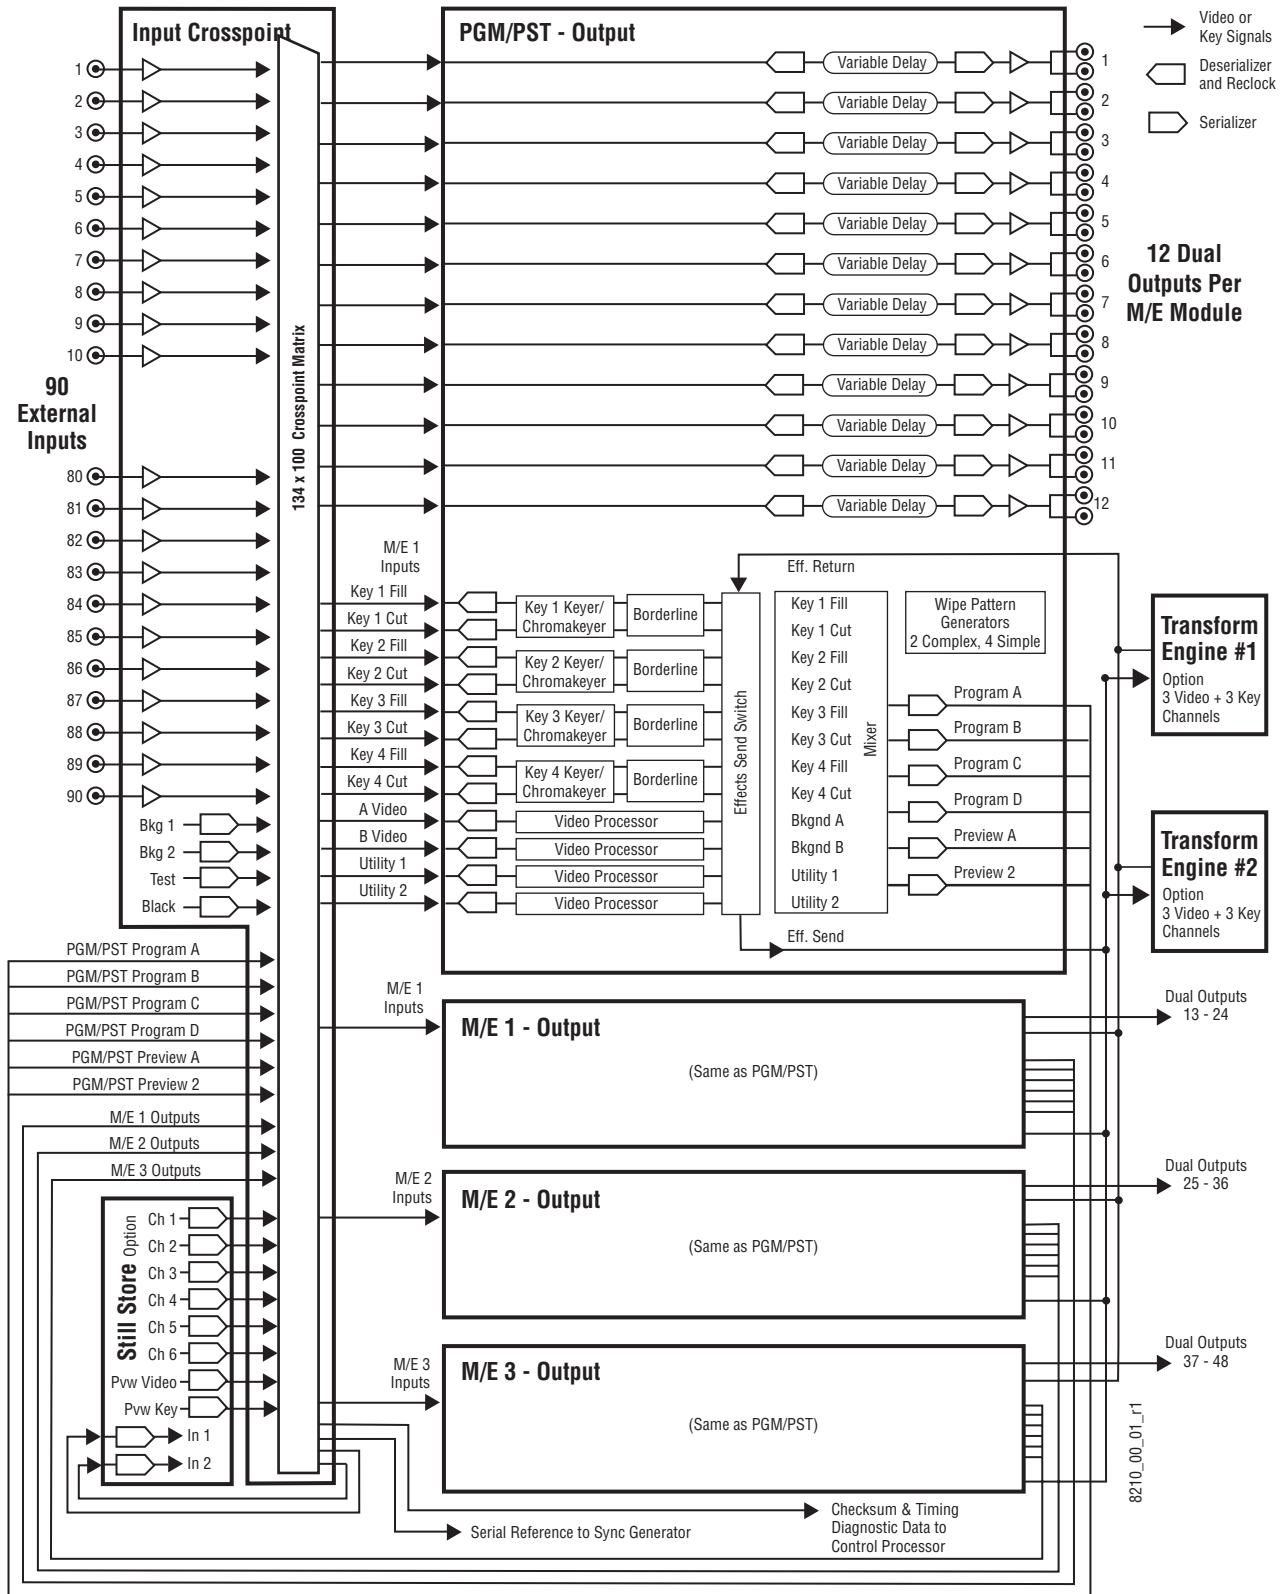 Input Crosspoint
PGM/PST - Output
Video or
Key Signals
Deserializer
and Reclock
Serializer
1
2
3
4
5
6
7
8
9
10
90
External
Inputs
80
81
82
83
84
85
86
87
88
89
90
Bkg 1
Bkg 2
Test
Black
134 x 100 Crosspoint Matrix
Variable Delay
1
Variable Delay
2
Variable Delay
3
Variable Delay
4
Variable Delay
5
Variable Delay
6
Variable Delay
7
Variable Delay
8
Variable Delay
9
Variable Delay
10
Variable Delay
11
Variable Delay
12
12 Dual
Outputs Per
M/E Module
M/E 1
Inputs
Key 1 Fill
Key 1 Cut
Key 2 Fill
Key 2 Cut
Key 3 Fill
Key 3 Cut
Key 4 Fill
Key 4 Cut
A Video
B Video
Utility 1
Utility 2
Key 1 Keyer/
Chromakeyer
Borderline
Key 2 Keyer/
Chromakeyer
Borderline
Key 3 Keyer/
Chromakeyer
Borderline
Key 4 Keyer/
Chromakeyer
Borderline
Video Processor
Video Processor
Video Processor
Video Processor
Effects Send Switch
Eff. Return
Key 1 Fill
Key 1 Cut
Key 2 Fill
Key 2 Cut
Key 3 Fill
Key 3 Cut
Key 4 Fill
Key 4 Cut
Bkgnd A
Bkgnd B
Utility 1
Utility 2
Mixer
Eff. Send
Wipe Pattern
Generators
2 Complex, 4 Simple
Program A
Program B
Program C
Program D
Preview A
Preview 2
Transform
Engine #1
Option
3 Video + 3 Key
Channels
Transform
Engine #2
Option
3 Video + 3 Key
Channels
PGM/PST Program A
PGM/PST Program B
PGM/PST Program C
PGM/PST Program D
PGM/PST Preview A
PGM/PST Preview 2
M/E 1 Outputs
M/E 2 Outputs
M/E 3 Outputs
Still Store Option
Ch 1
Ch 2
Ch 3
Ch 4
Ch 5
Ch 6
Pvw Video
Pvw Key
In 1
In 2
M/E 1
Inputs
M/E 1 - Output
(Same as PGM/PST)
Dual Outputs
13 - 24
M/E 2
Inputs
M/E 2 - Output
(Same as PGM/PST)
Dual Outputs
25 - 36
M/E 3
Inputs
M/E 3 - Output
(Same as PGM/PST)
Dual Outputs
37 - 48
8210_00_01_r1
Serial Reference to Sync Generator
Checksum & Timing
Diagnostic Data to
Control Processor